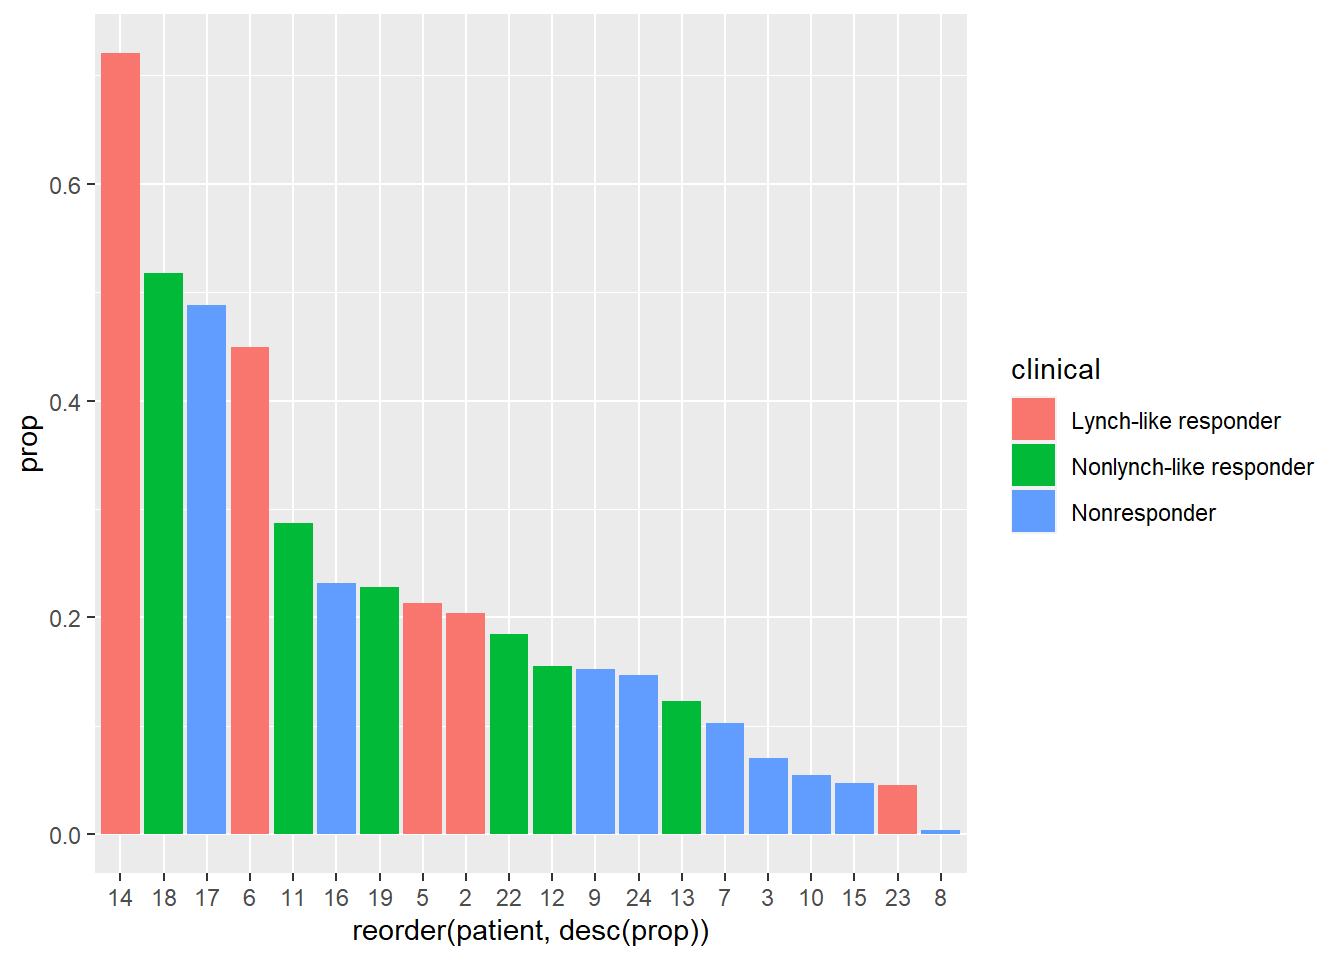 prop
0.6
0.4
0.2
0.0
14 18 17 6 11 16 19 5 2 22 12 9 24 13 7 3 10 15 23 8
reorder(patient, desc(prop))
clinical
Lynch-like responder
Nonlynch-like responder
Nonresponder